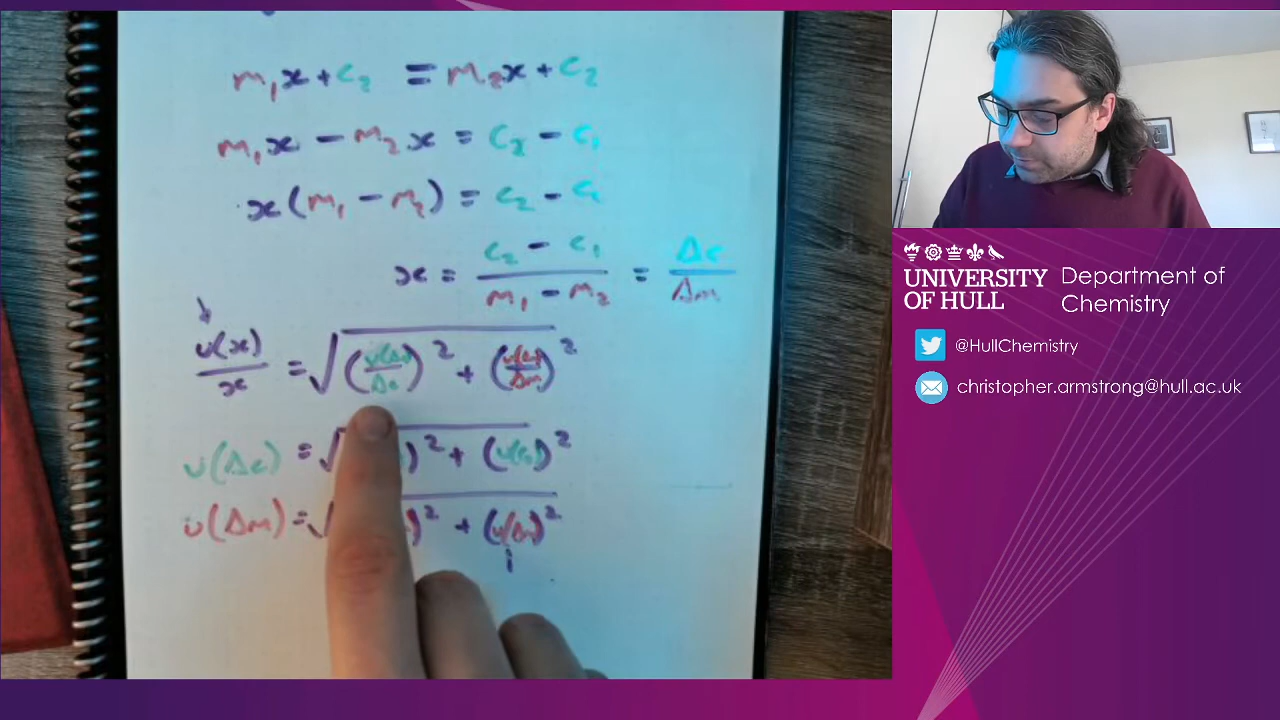 m₁x + c₂ = m₂x + c₂
m₁x - m₂x = c₂ - c₁
x(m₁ - m₂) = c₂ - c₁
x = (c₂ - c₁)/(m₁ - m₂) = Δc/Δm
u(x)/x = √((u(Δc)/Δc)² + (u(Δm)/Δm)²)
u(Δc) = √( )² + (u(c₁))²
u(Δm) = √( )² + (u( ))²
UNIVERSITY OF HULL
Department of Chemistry
@HullChemistry
christopher.armstrong@hull.ac.uk